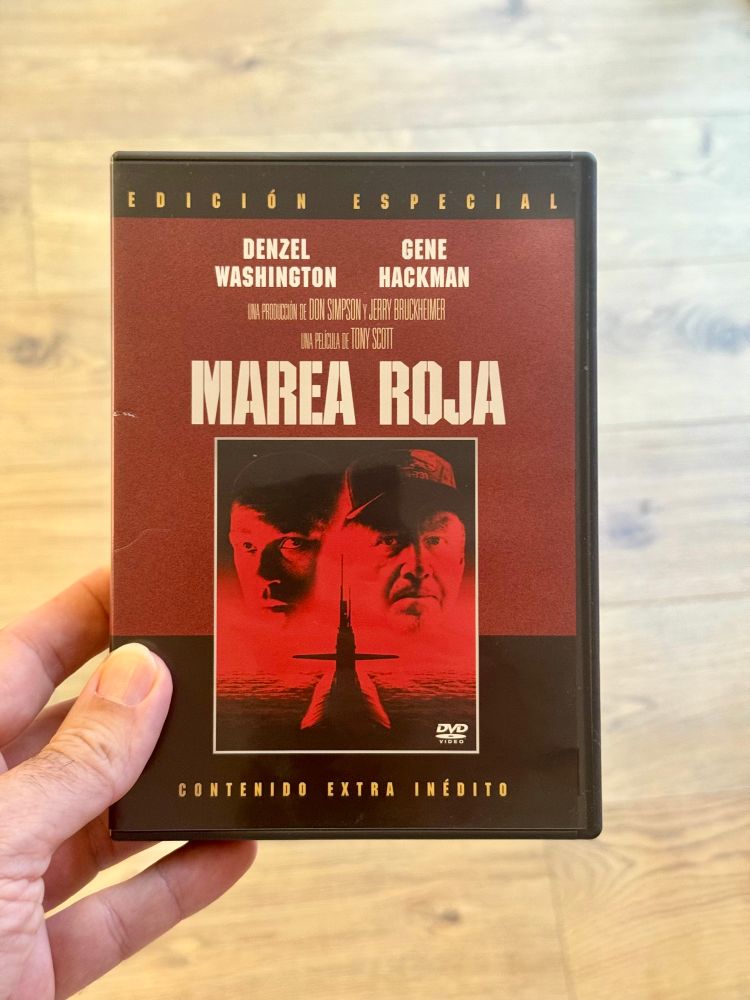 EDICIÓN ESPECIAL
DENZEL WASHINGTON
GENE HACKMAN
UNA PRODUCCIÓN DE DON SIMPSON Y JERRY BRUCKHEIMER
UNA PELÍCULA DE TONY SCOTT
MAREA ROJA
DVD
VIDEO
CONTENIDO EXTRA INÉDITO